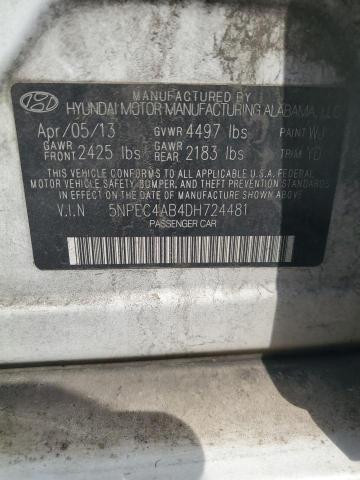 MANUFACTURED BY
HYUNDAI MOTOR MANUFACTURING ALABAMA, LLC
Apr/05/13 GVWR 4497 lbs PAINT WJ
GAWR FRONT 2425 lbs GAWR REAR 2183 lbs TRIM YD
THIS VEHICLE CONFORMS TO ALL APPLICABLE U.S.A. FEDERAL
MOTOR VEHICLE SAFETY, BUMPER, AND THEFT PREVENTION STANDARDS
IN EFFECT ON THE DATE OF MANUFACTURE SHOWN ABOVE.
V.I.N 5NPEC4AB4DH724481
PASSENGER CAR